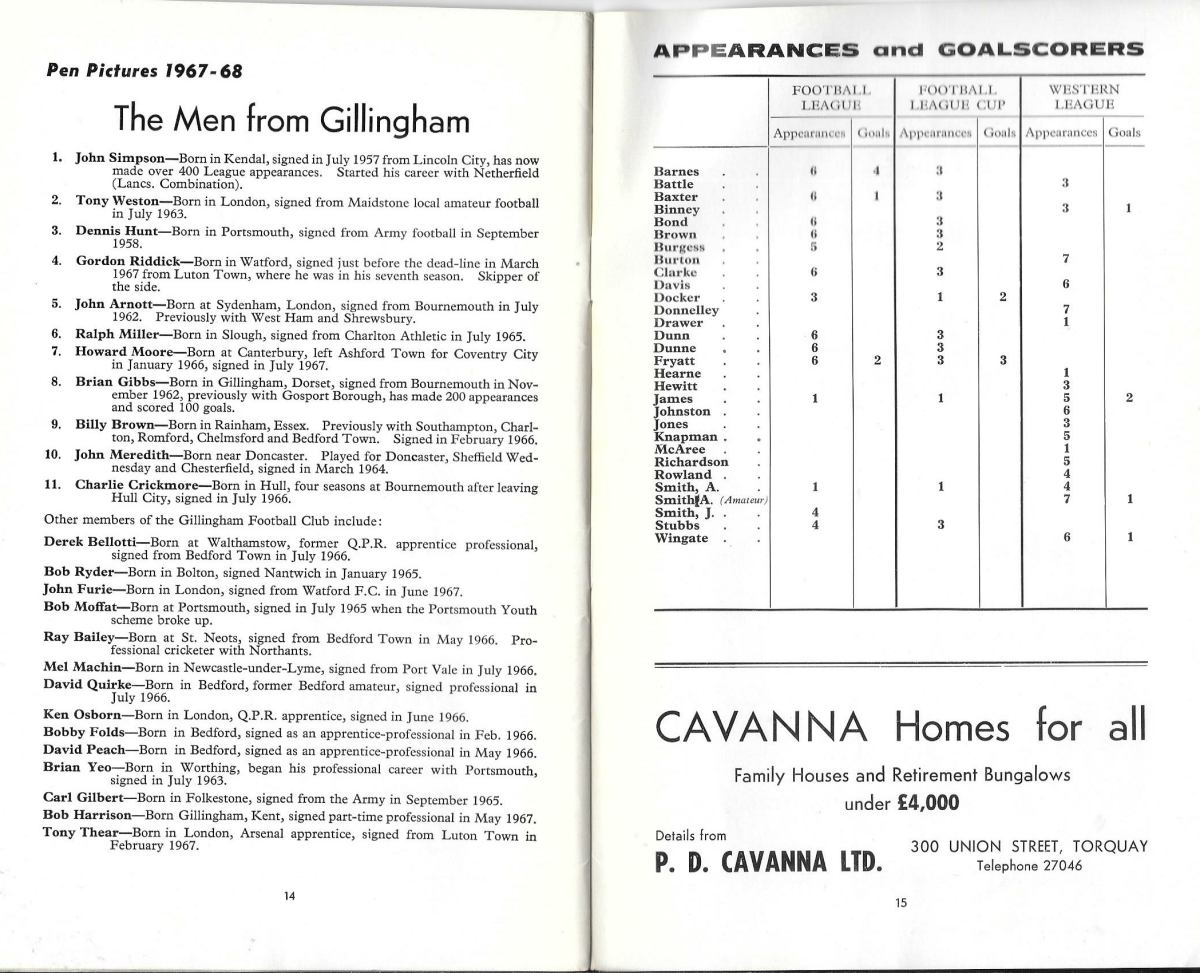 Pen Pictures 1967-68
The Men from Gillingham
1. John Simpson—Born in Kendal, signed in July 1957 from Lincoln City, has now
made over 400 League appearances. Started his career with Netherfield
(Lancs. Combination).
2. Tony Weston—Born in London, signed from Maidstone local amateur football
in July 1963.
3. Dennis Hunt—Born in Portsmouth, signed from Army football in September
1958.
4. Gordon Riddick—Born in Watford, signed just before the dead-line in March
1967 from Luton Town, where he was in his seventh season. Skipper of
the side.
5. John Arnott—Born at Sydenham, London, signed from Bournemouth in July
1962. Previously with West Ham and Shrewsbury.
6. Ralph Miller—Born in Slough, signed from Charlton Athletic in July 1965.
7. Howard Moore—Born at Canterbury, left Ashford Town for Coventry City
in January 1966, signed in July 1967.
8. Brian Gibbs—Born in Gillingham, Dorset, signed from Bournemouth in Nov-
ember 1962, previously with Gosport Borough, has made 200 appearances
and scored 100 goals.
9. Billy Brown—Born in Rainham, Essex. Previously with Southampton, Charl-
ton, Romford, Chelmsford and Bedford Town. Signed in February 1966.
10. John Meredith—Born near Doncaster. Played for Doncaster, Sheffield Wed-
nesday and Chesterfield, signed in March 1964.
11. Charlie Crickmore—Born in Hull, four seasons at Bournemouth after leaving
Hull City, signed in July 1966.
Other members of the Gillingham Football Club include:
Derek Bellotti—Born at Walthamstow, former Q.P.R. apprentice professional,
signed from Bedford Town in July 1966.
Bob Ryder—Born in Bolton, signed Nantwich in January 1965.
John Furie—Born in London, signed from Watford F.C. in June 1967.
Bob Moffat—Born at Portsmouth, signed in July 1965 when the Portsmouth Youth
scheme broke up.
Ray Bailey—Born at St. Neots, signed from Bedford Town in May 1966. Pro-
fessional cricketer with Northants.
Mel Machin—Born in Newcastle-under-Lyme, signed from Port Vale in July 1966.
David Quirke—Born in Bedford, former Bedford amateur, signed professional in
July 1966.
Ken Osborn—Born in London, Q.P.R. apprentice, signed in June 1966.
Bobby Folds—Born in Bedford, signed as an apprentice-professional in Feb. 1966.
David Peach—Born in Bedford, signed as an apprentice-professional in May 1966.
Brian Yeo—Born in Worthing, began his professional career with Portsmouth,
signed in July 1963.
Carl Gilbert—Born in Folkestone, signed from the Army in September 1965.
Bob Harrison—Born Gillingham, Kent, signed part-time professional in May 1967.
Tony Thear—Born in London, Arsenal apprentice, signed from Luton Town in
February 1967.
14
APPEARANCES and GOALSCORERS
FOOTBALL LEAGUE FOOTBALL LEAGUE CUP WESTERN LEAGUE
Appearances Goals Appearances Goals Appearances Goals
Barnes . . 6 4 3
Battle . . 3
Baxter . . 6 1 3
Binney . . 3 1
Bond . . 6 3
Brown . . 6 3
Burgess . . 5 2
Burton . . 7
Clarke . . 6 3
Davis . . 6
Docker . . 3 1 2
Donnelley . 7
Drawer . . 1
Dunn . . 6 3
Dunne . . 6 3
Fryatt . . 6 2 3 3
Hearne . . 1
Hewitt . . 3
James . . 1 1 5 2
Johnston . . 6
Jones . . 3
Knapman . . 5
McAree . . 1
Richardson . 5
Rowland . . 4
Smith, A. . 1 1 4
Smith A. (Amateur) 7 1
Smith, J. . . 4
Stubbs . . 4 3
Wingate . . 6 1
CAVANNA Homes for all
Family Houses and Retirement Bungalows
under £4,000
Details from
P. D. CAVANNA LTD.
300 UNION STREET, TORQUAY
Telephone 27046
15